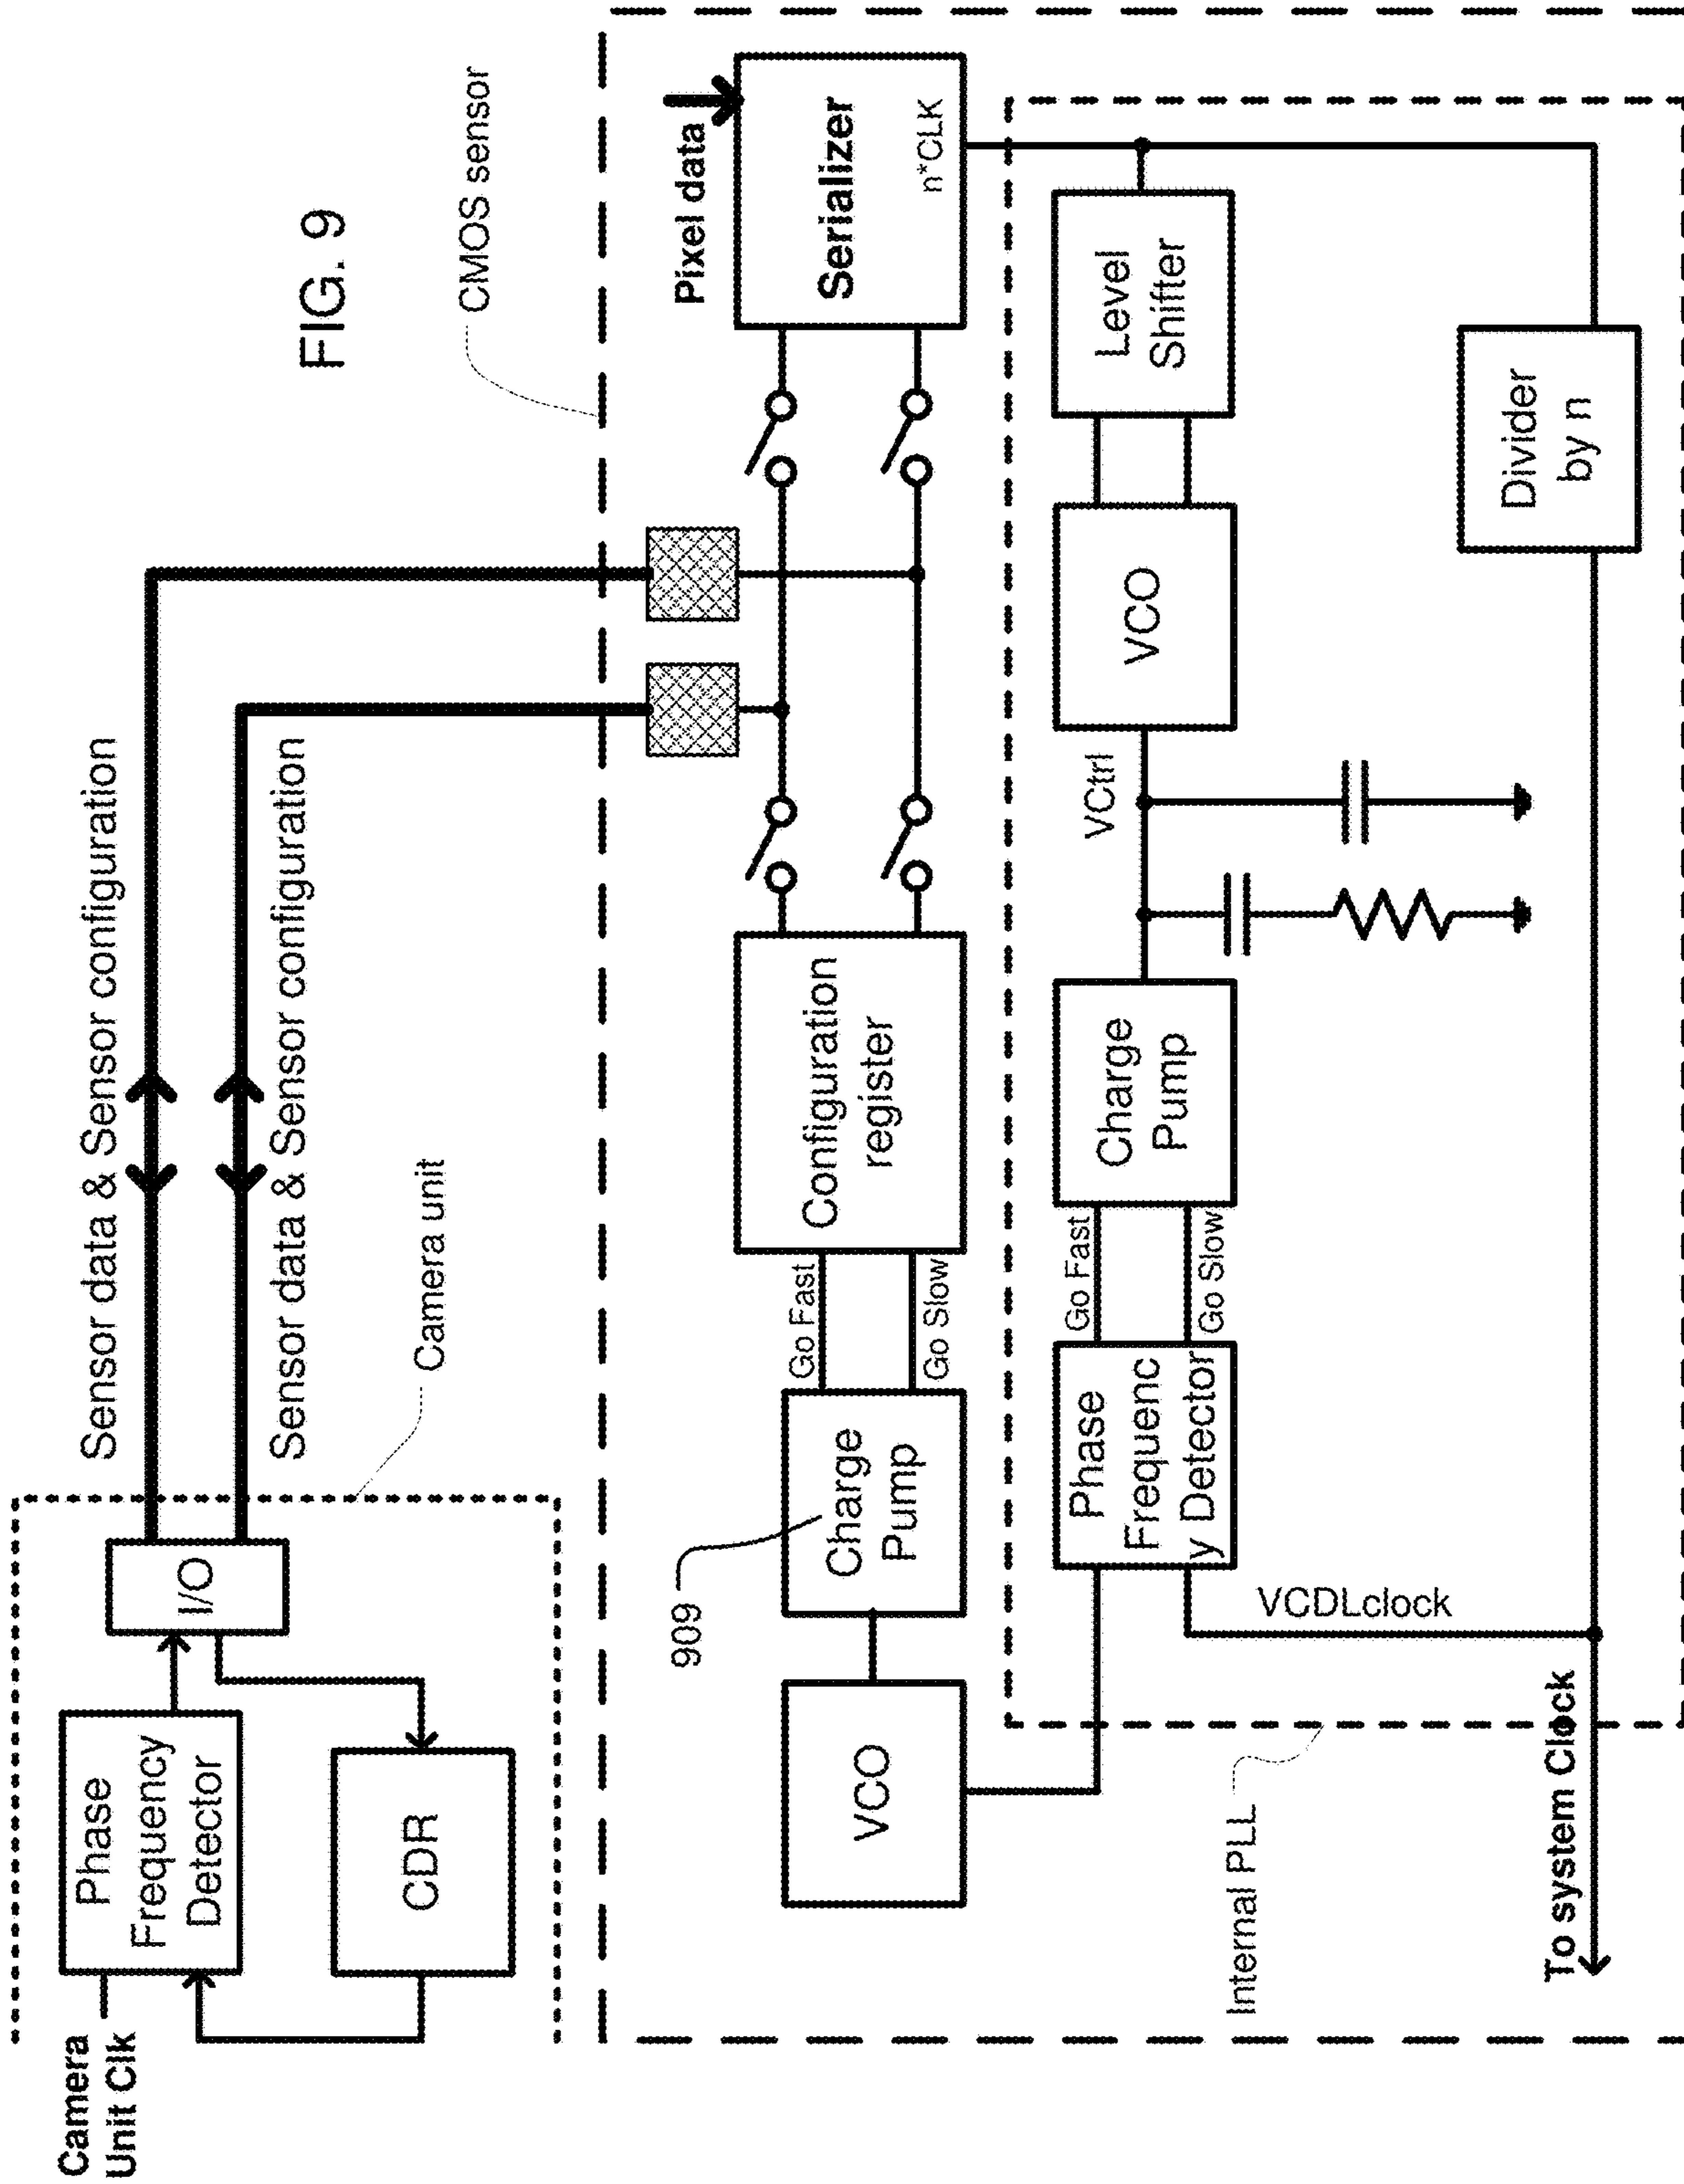 FIG. 9
Camera
Unit Clk
Phase
Frequency
Detector
CDR
I/O
Camera unit
Sensor data & Sensor configuration
Sensor data & Sensor configuration
CMOS sensor
VCO
909
Charge
Pump
Go Fast
Go Slow
Configuration
register
Pixel data
Serializer
n*CLK
Internal PLL
Phase
Frequenc
y Detector
Go Fast
Go Slow
Charge
Pump
VCtrl
VCO
Level
Shifter
VCDLclock
Divider
by n
To system Clock